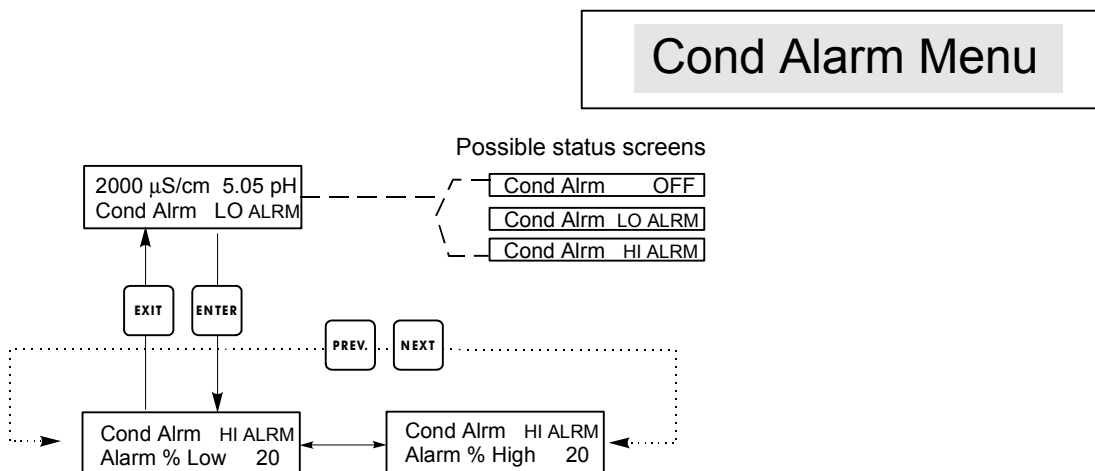 Cond Alarm Menu
Possible status screens
2000 μS/cm 5.05 pH
Cond Alrm LO ALRM
Cond Alrm OFF
Cond Alrm LO ALRM
Cond Alrm HI ALRM
EXIT
ENTER
PREV.
NEXT
Cond Alrm HI ALRM
Alarm % Low 20
Cond Alrm HI ALRM
Alarm % High 20